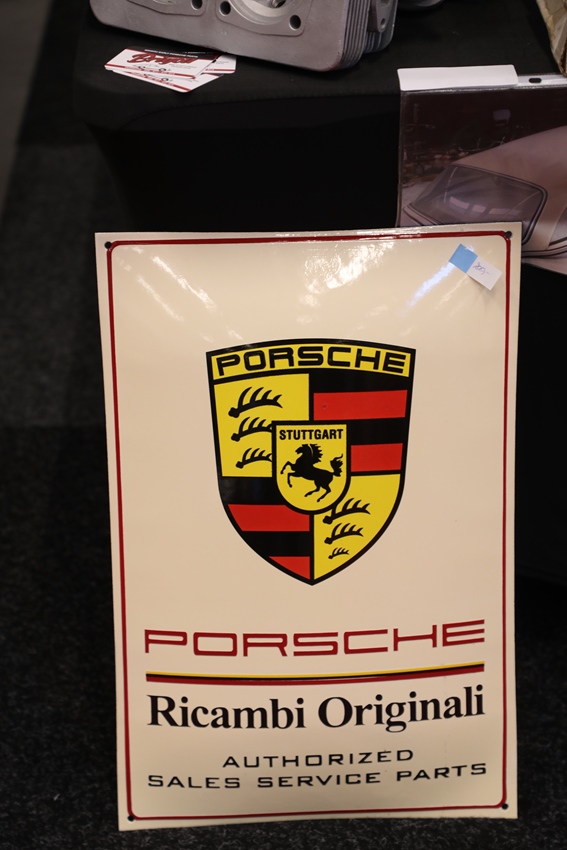 PORSCHE
STUTTGART
PORSCHE
Ricambi Originali
AUTHORIZED
SALES SERVICE PARTS